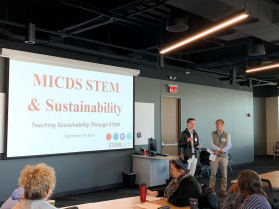 MICDS STEM
& Sustainability
Teaching Sustainability Through STEM